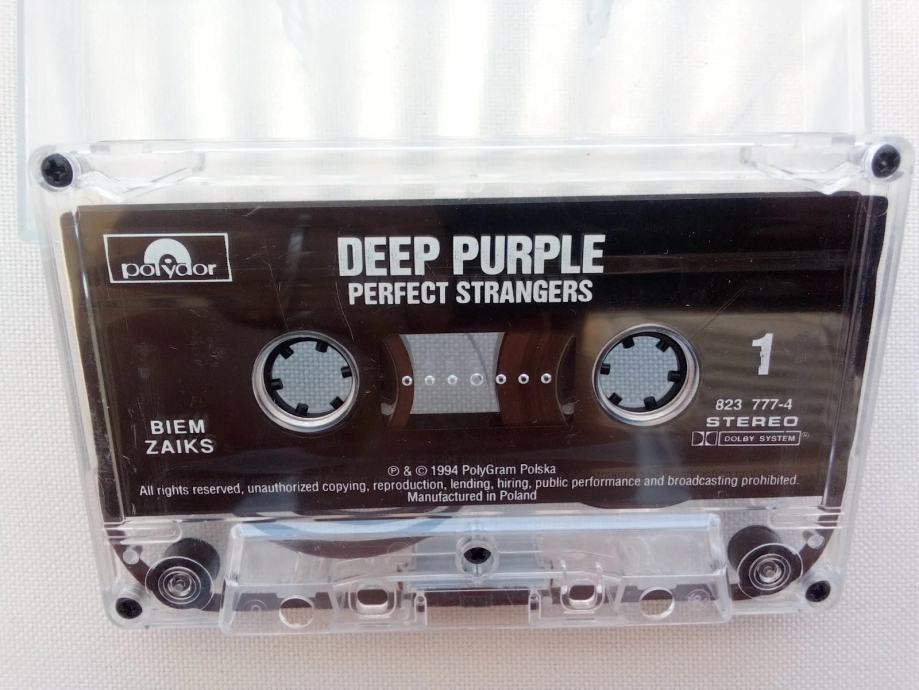 polydor
DEEP PURPLE
PERFECT STRANGERS
1
823 777-4
STEREO
DOLBY SYSTEM®
BIEM
ZAIKS
℗ & © 1994 PolyGram Polska
All rights reserved, unauthorized copying, reproduction, lending, hiring, public performance and broadcasting prohibited.
Manufactured in Poland